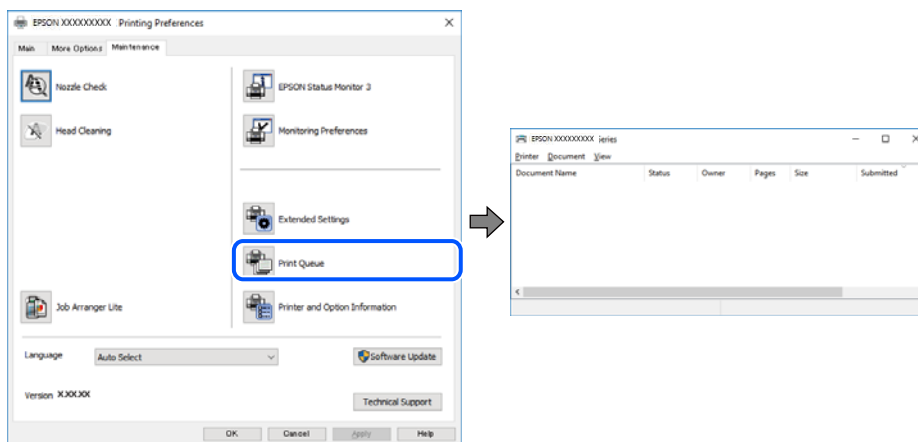 EPSON XXXXXXXXX Printing Preferences
Main More Options Maintenance
Nozzle Check
EPSON Status Monitor 3
Head Cleaning
Monitoring Preferences
Extended Settings
Print Queue
Job Arranger Lite
Printer and Option Information
Language Auto Select
Software Update
Version X.XX.XX
Technical Support
OK Cancel Apply Help
EPSON XXXXXXXXX ieries
Printer Document View
Document Name Status Owner Pages Size Submitted